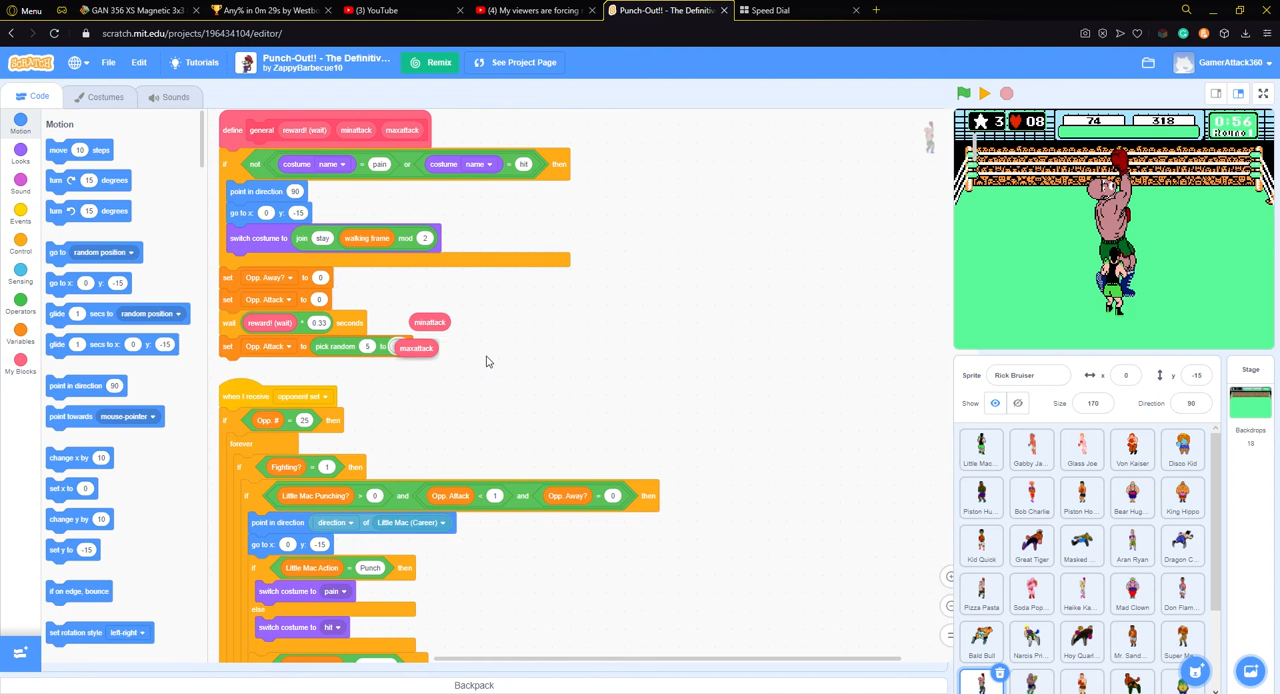 Menu
GAN 356 XS Magnetic 3x3
Any% in 0m 29s by Westbo
(3) YouTube
(4) My viewers are forcing
Punch-Out!! - The Definitiv
Speed Dial
scratch.mit.edu/projects/196434104/editor/
SCRATCH
File
Edit
Tutorials
Punch-Out!! - The Definitiv...
by ZappyBarbecue10
Remix
See Project Page
GamerAttack360
Code
Costumes
Sounds
Motion
Looks
Sound
Events
Control
Sensing
Operators
Variables
My Blocks
Motion
move 10 steps
turn 15 degrees
turn 15 degrees
go to random position
go to x: 0 y: -15
glide 1 secs to random position
glide 1 secs to x: 0 y: -15
point in direction 90
point towards mouse-pointer
change x by 10
set x to 0
change y by 10
set y to -15
if on edge, bounce
set rotation style left-right
define general reward! (wait) minattack maxattack
if not costume name = pain or costume name = hit then
point in direction 90
go to x: 0 y: -15
switch costume to join stay walking frame mod 2
set Opp. Away? to 0
set Opp. Attack to 0
wait reward! (wait) * 0.33 seconds
minattack
set Opp. Attack to pick random 5 to
maxattack
when I receive opponent set
if Opp. # = 25 then
forever
if Fighting? = 1 then
if Little Mac Punching? > 0 and Opp. Attack < 1 and Opp. Away? = 0 then
point in direction direction of Little Mac (Career)
go to x: 0 y: -15
if Little Mac Action = Punch then
switch costume to pain
else
switch costume to hit
Backpack
3
08
74
318
0:56
Round 1
Sprite
Rick Bruiser
x
0
y
-15
Show
Size
170
Direction
90
Stage
Backdrops
18
Little Mac...
Gabby Ja...
Glass Joe
Von Kaiser
Disco Kid
Piston Hu...
Bob Charlie
Piston Ho...
Bear Hug...
King Hippo
Kid Quick
Great Tiger
Masked ...
Aran Ryan
Dragon C...
Pizza Pasta
Soda Pop...
Heike Ka...
Mad Clown
Don Flam...
Bald Bull
Narcis Pri...
Hoy Quarl...
Mr. Sand...
Super Ma...